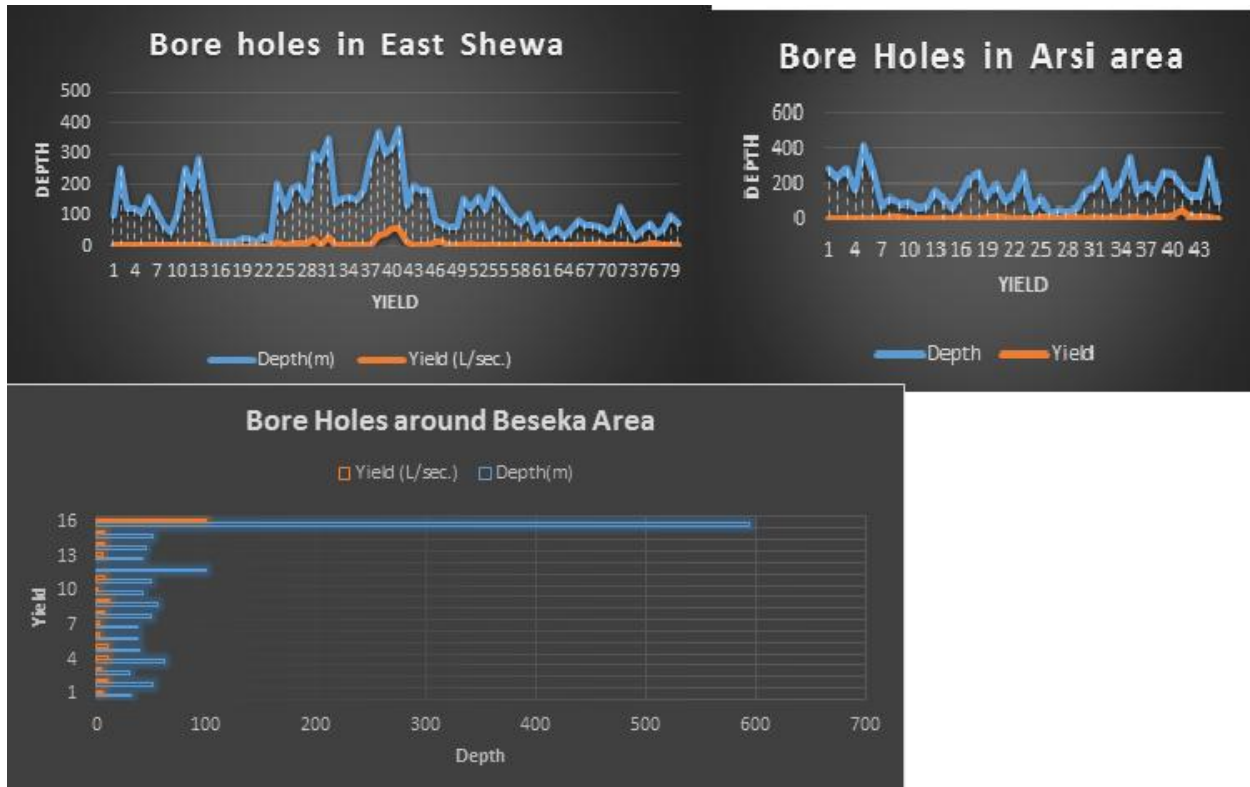 Bore holes in East Shewa
500
400
300
200
100
0
DEPTH
1 4 7 10 13 16 19 22 25 28 31 34 37 40 43 46 49 52 55 58 61 64 67 70 73 76 79
YIELD
Depth(m) Yield (L/sec.)
Bore Holes in Arsi area
600
400
200
0
DEPTH
1 4 7 10 13 16 19 22 25 28 31 34 37 40 43
YIELD
Depth Yield
Bore Holes around Beseka Area
Yield (L/sec.) Depth(m)
16
13
10
7
4
1
Yield
0 100 200 300 400 500 600 700
Depth